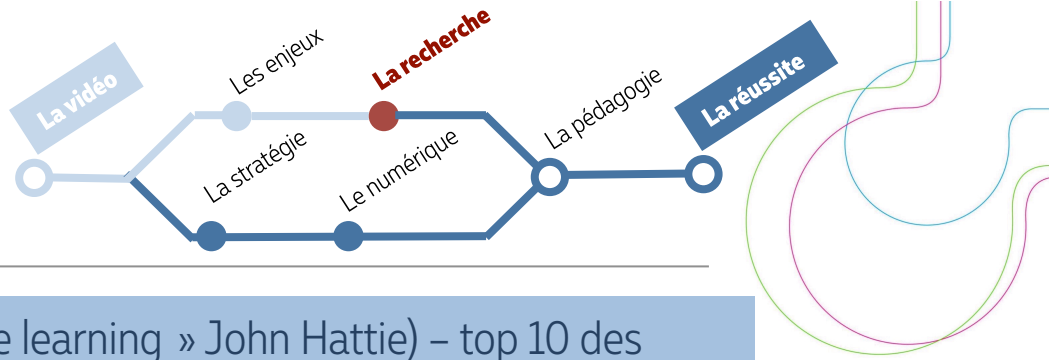 La vidéo
Les enjeux
La recherche
La stratégie
Le numérique
La pédagogie
La réussite
learning » John Hattie) – top 10 des